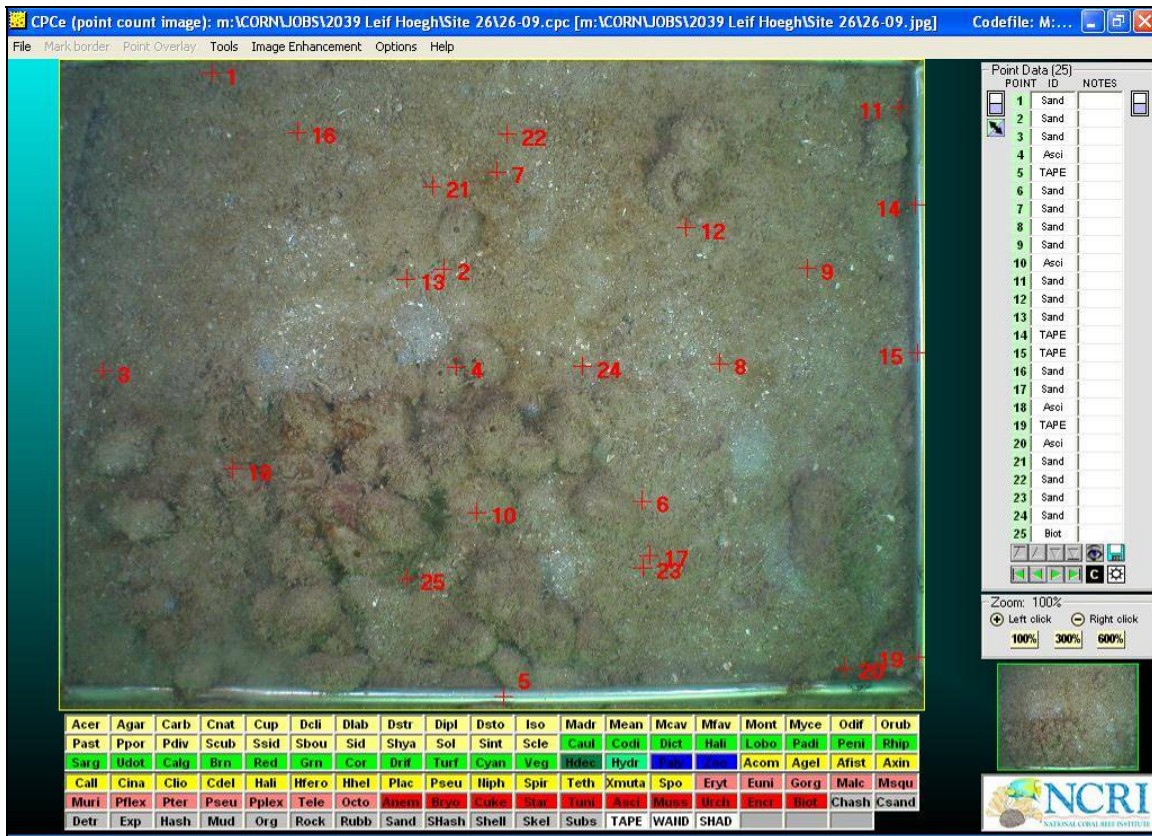 CPCe (point count image): m:\CORN\JOBS\2039 Leif Hoegh\Site 26\26-09.cpc [m:\CORN\JOBS\2039 Leif Hoegh\Site 26\26-09.jpg] Codefile: M:...
File Mark border Point Overlay Tools Image Enhancement Options Help
Point Data (25)
POINT ID NOTES
1 Sand
2 Sand
3 Sand
4 Asci
5 TAPE
6 Sand
7 Sand
8 Sand
9 Sand
10 Asci
11 Sand
12 Sand
13 Sand
14 TAPE
15 TAPE
16 Sand
17 Sand
18 Asci
19 TAPE
20 Asci
21 Sand
22 Sand
23 Sand
24 Sand
25 Biot
C
Zoom: 100%
Left click Right click
100% 300% 600%
1
11
16
22
7
21
14
12
2
9
13
15
3
4
24
8
18
6
10
17
23
25
19
20
5
Acer Agar Carb Cnat Cup Dcli Dlab Dstr Dipl Dsto Iso Madr Mean Mcav Mfav Mont Myce Odif Orub
Past Ppor Pdiv Scub Ssid Sbou Sid Shya Sol Sint Scle Caul Codi Dict Hali Lobo Padi Peni Rhip
Sarg Udot Calg Brn Red Grn Cor Drif Turf Cyan Veg Hdec Hydr Paly Zoo Acom Agel Afist Axin
Call Cina Clio Cdel Hali Hfero Hhel Plac Pseu Niph Spir Teth Xmuta Spo Eryt Euni Gorg Malc Msqu
Muri Pflex Pter Pseu Pplex Tele Octo Anem Bryo Cuke Star Tuni Asci Muss Urch Encr Biot Chash Csand
Detr Exp Hash Mud Org Rock Rubb Sand SHash Shell Skel Subs TAPE WAND SHAD
NCRI
NATIONAL CORAL REEF INSTITUTE